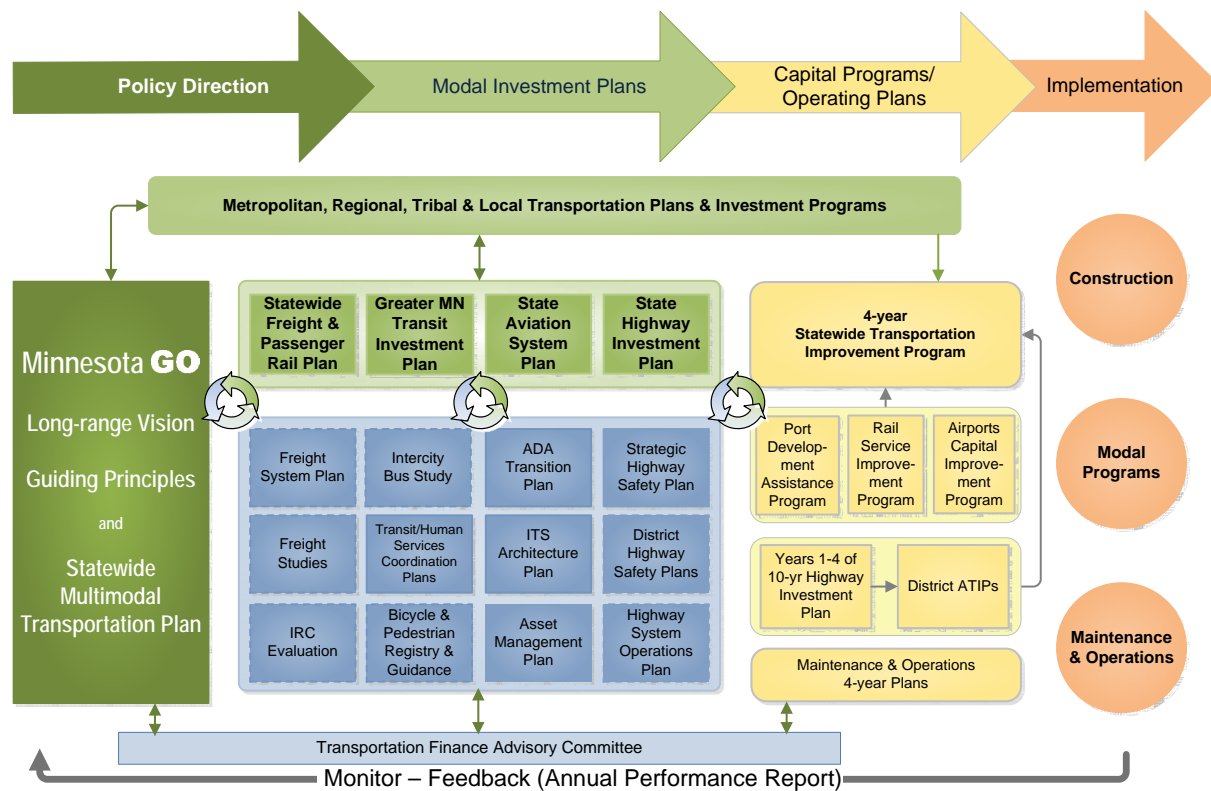 Policy Direction
Modal Investment Plans
Capital Programs/
Operating Plans
Implementation
Metropolitan, Regional, Tribal & Local Transportation Plans & Investment Programs
Minnesota GO
Long-range Vision
Guiding Principles
and
Statewide
Multimodal
Transportation Plan
Statewide
Freight &
Passenger
Rail Plan
Greater MN
Transit
Investment
Plan
State
Aviation
System
Plan
State
Highway
Investment
Plan
Freight
System Plan
Intercity
Bus Study
ADA
Transition
Plan
Strategic
Highway
Safety Plan
Freight
Studies
Transit/Human
Services
Coordination
Plans
ITS
Architecture
Plan
District
Highway
Safety Plans
IRC
Evaluation
Bicycle &
Pedestrian
Registry &
Guidance
Asset
Management
Plan
Highway
System
Operations
Plan
4-year
Statewide Transportation
Improvement Program
Port
Develop-
ment
Assistance
Program
Rail
Service
Improve-
ment
Program
Airports
Capital
Improve-
ment
Program
Years 1-4 of
10-yr Highway
Investment
Plan
District ATIPs
Maintenance & Operations
4-year Plans
Construction
Modal
Programs
Maintenance
& Operations
Transportation Finance Advisory Committee
Monitor – Feedback (Annual Performance Report)